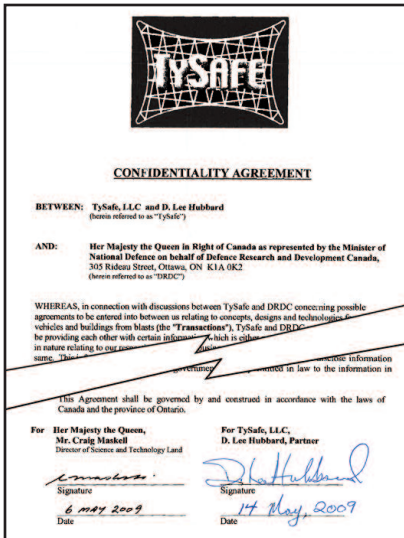 TYSAFE
CONFIDENTIALITY AGREEMENT
BETWEEN: TySafe, LLC and D. Lee Hubbard
(herein referred to as "TySafe")
AND: Her Majesty the Queen in Right of Canada as represented by the Minister of
National Defence on behalf of Defence Research and Development Canada,
305 Rideau Street, Ottawa, ON K1A 0K2
(herein referred to as "DRDC")
WHEREAS, in connection with discussions between TySafe and DRDC concerning possible
agreements to be entered into between us relating to concepts, designs and technologies
vehicles and buildings from blasts (the "Transactions"), TySafe and DRDC
be providing each other with certain which is
in nature relating to our
same. information
in law to the information in
This Agreement shall be governed by and construed in accordance with the laws of
Canada and the province of Ontario.
For Her Majesty the Queen,
Mr. Craig Maskell
Director of Science and Technology Land
Signature
6 MAY 2009
Date
For TySafe, LLC,
D. Lee Hubbard, Partner
D Lee Hubbard
Signature
14 May, 2009
Date